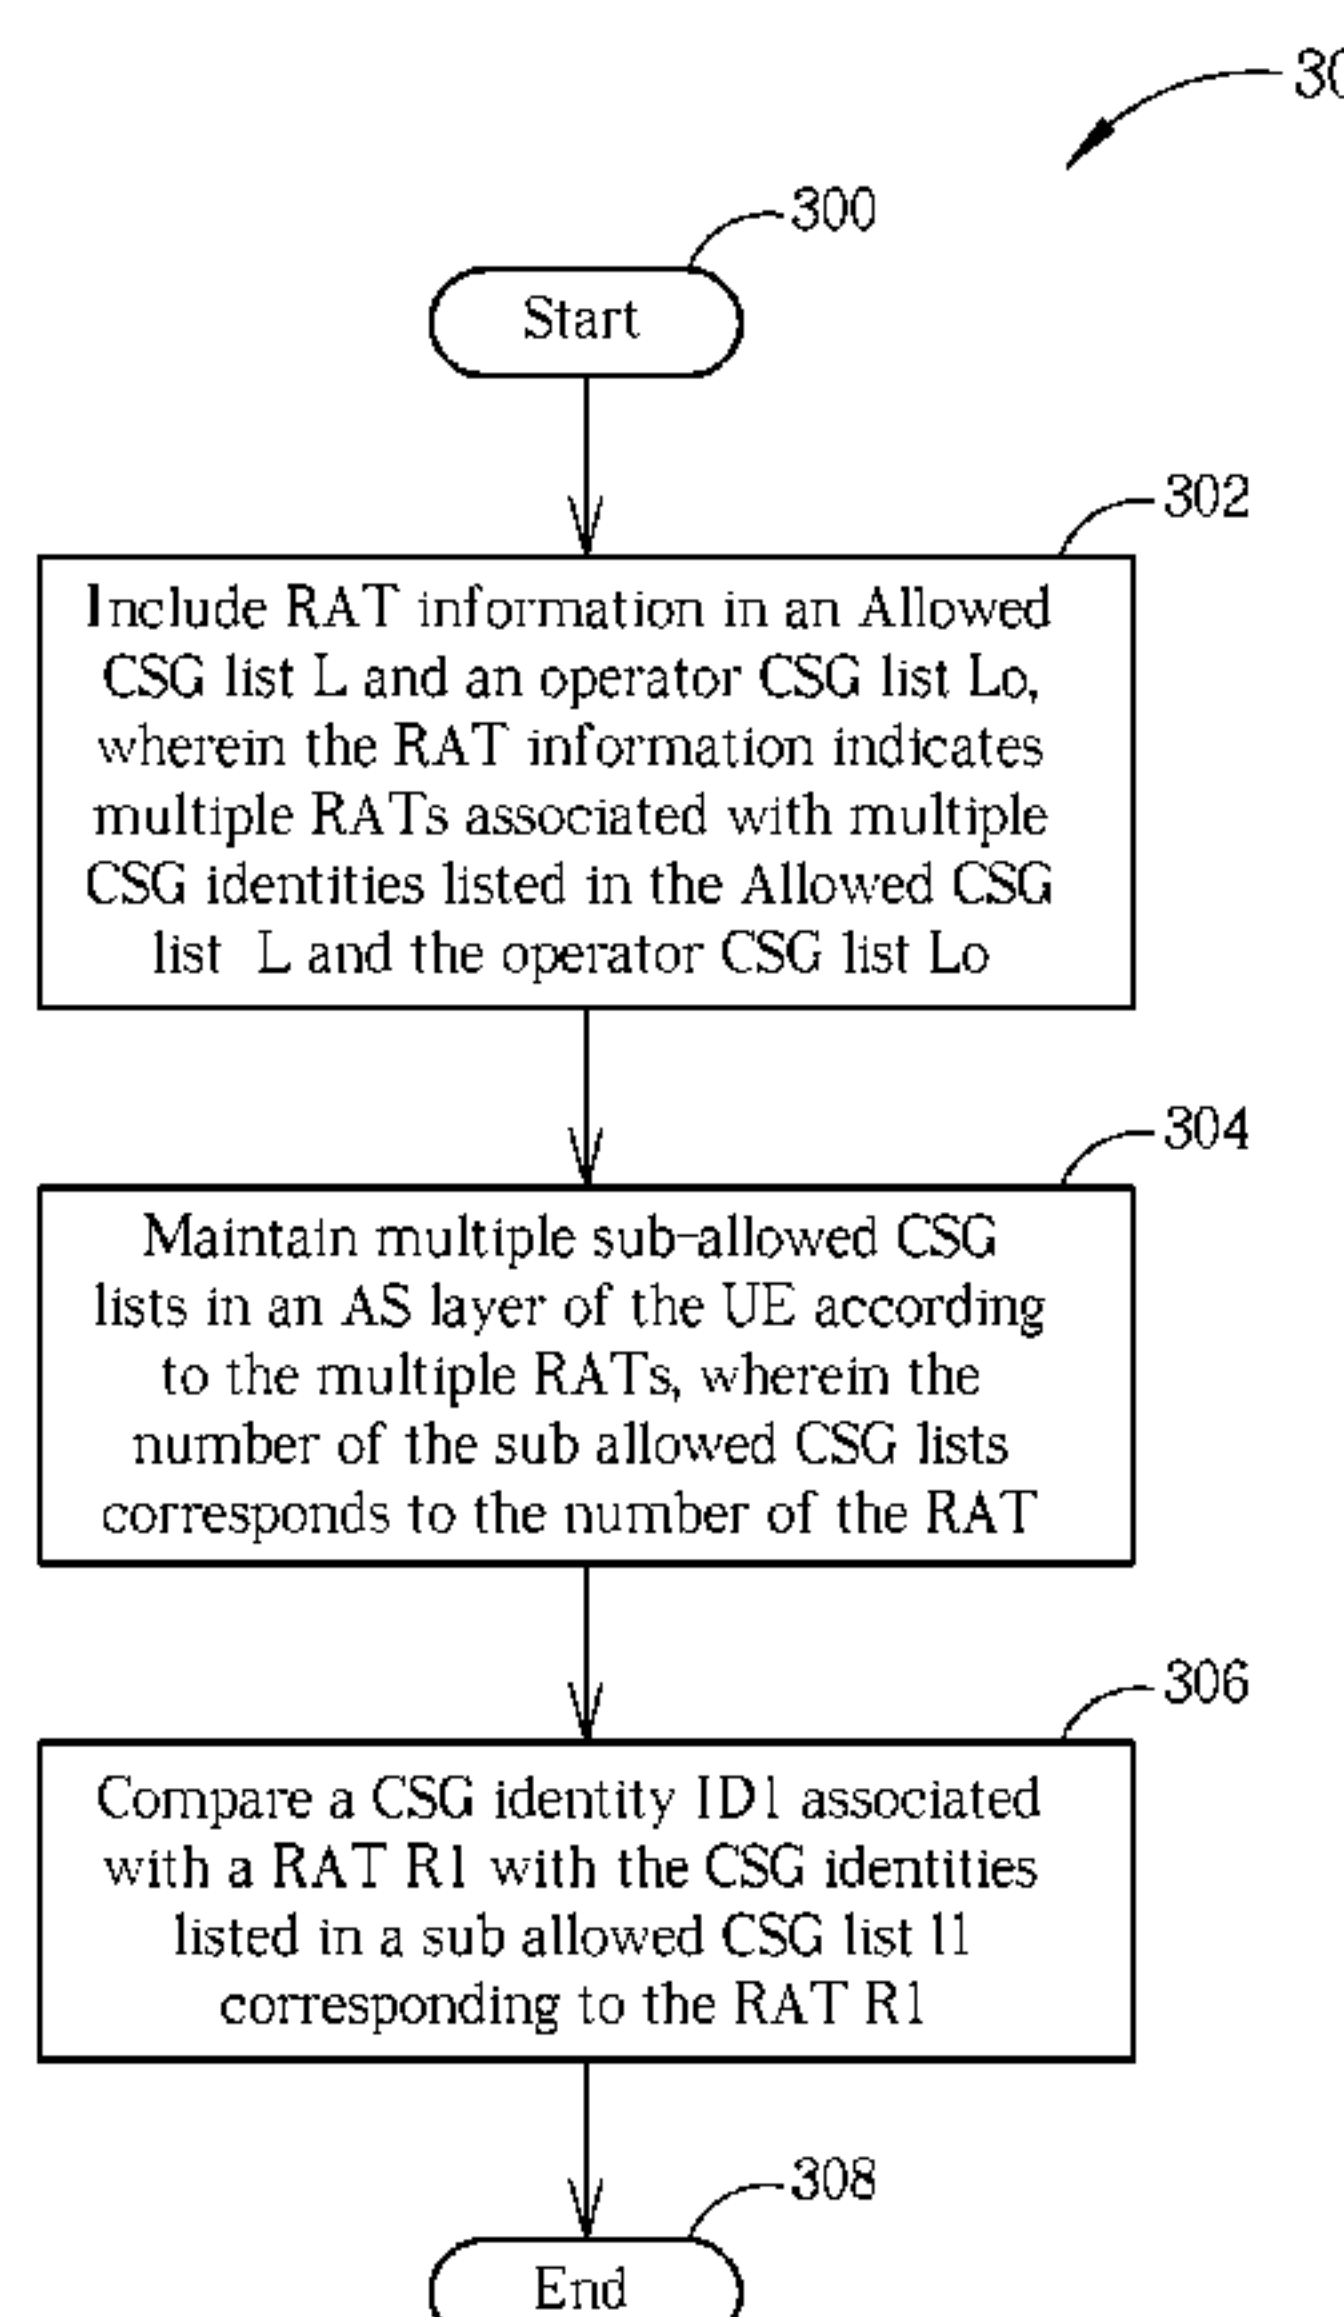 300
Start
302
Include RAT information in an Allowed
CSG list L and an operator CSG list Lo,
wherein the RAT information indicates
multiple RATs associated with multiple
CSG identities listed in the Allowed CSG
list L and the operator CSG list Lo
304
Maintain multiple sub-allowed CSG
lists in an AS layer of the UE according
to the multiple RATs, wherein the
number of the sub allowed CSG lists
corresponds to the number of the RAT
306
Compare a CSG identity ID1 associated
with a RAT R1 with the CSG identities
listed in a sub allowed CSG list l1
corresponding to the RAT R1
308
End